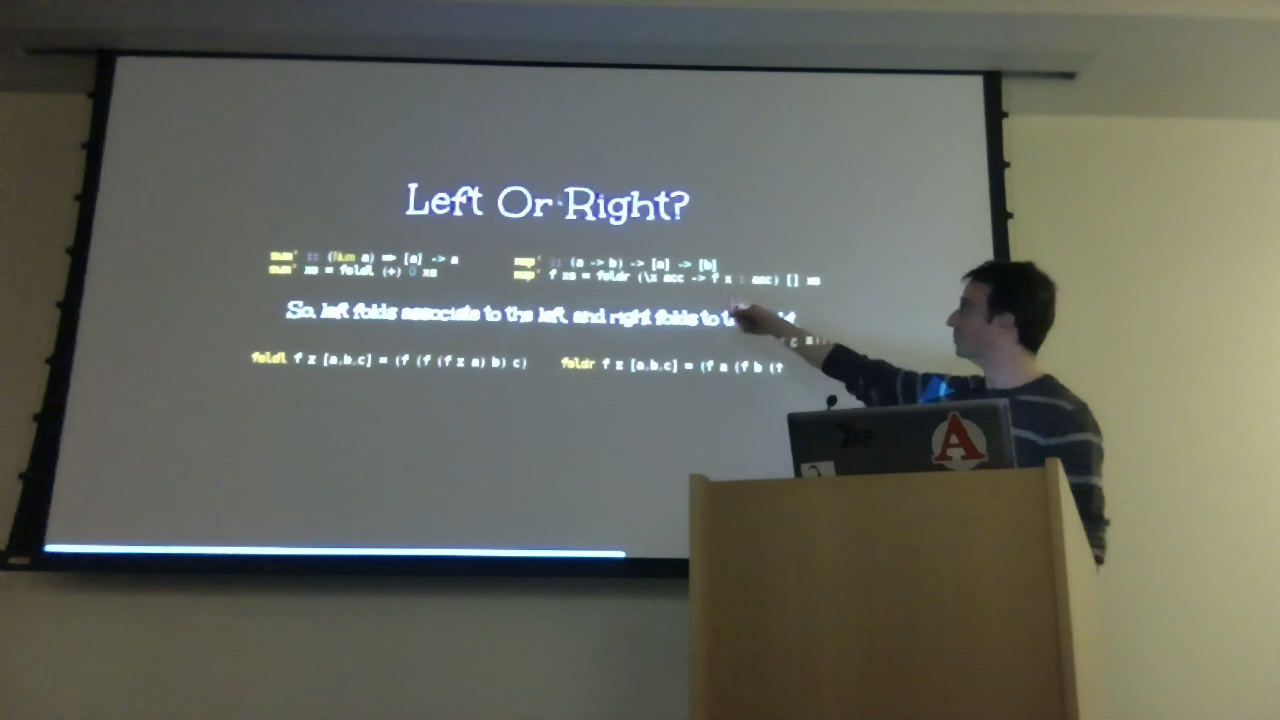 Left Or Right?
sum' :: (Num a) => [a] -> a
sum' xs = foldl (+) 0 xs
map' :: (a -> b) -> [a] -> [b]
map' f xs = foldr (\x acc -> f x : acc) [] xs
So, left folds associate to the left, and right folds to
foldl f z [a,b,c] = (f (f (f z a) b) c)
foldr f z [a,b,c] = (f a (f b (f
A